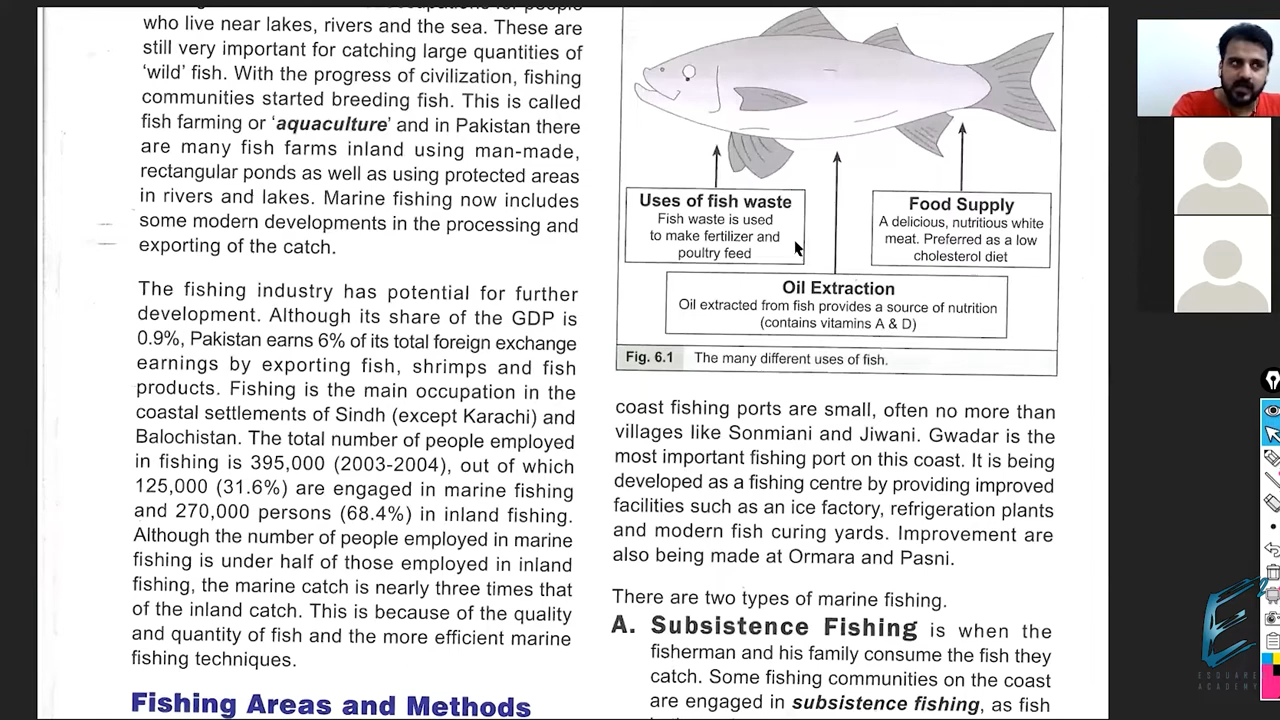 who live near lakes, rivers and the sea. These are
still very important for catching large quantities of
‘wild’ fish. With the progress of civilization, fishing
communities started breeding fish. This is called
fish farming or ‘aquaculture’ and in Pakistan there
are many fish farms inland using man-made,
rectangular ponds as well as using protected areas
in rivers and lakes. Marine fishing now includes
some modern developments in the processing and
exporting of the catch.
The fishing industry has potential for further
development. Although its share of the GDP is
0.9%, Pakistan earns 6% of its total foreign exchange
earnings by exporting fish, shrimps and fish
products. Fishing is the main occupation in the
coastal settlements of Sindh (except Karachi) and
Balochistan. The total number of people employed
in fishing is 395,000 (2003-2004), out of which
125,000 (31.6%) are engaged in marine fishing
and 270,000 persons (68.4%) in inland fishing.
Although the number of people employed in marine
fishing is under half of those employed in inland
fishing, the marine catch is nearly three times that
of the inland catch. This is because of the quality
and quantity of fish and the more efficient marine
fishing techniques.
Fishing Areas and Methods
Uses of fish waste
Fish waste is used
to make fertilizer and
poultry feed
Food Supply
A delicious, nutritious white
meat. Preferred as a low
cholesterol diet
Oil Extraction
Oil extracted from fish provides a source of nutrition
(contains vitamins A & D)
Fig. 6.1 The many different uses of fish.
coast fishing ports are small, often no more than
villages like Sonmiani and Jiwani. Gwadar is the
most important fishing port on this coast. It is being
developed as a fishing centre by providing improved
facilities such as an ice factory, refrigeration plants
and modern fish curing yards. Improvement are
also being made at Ormara and Pasni.
There are two types of marine fishing.
A. Subsistence Fishing is when the
fisherman and his family consume the fish they
catch. Some fishing communities on the coast
are engaged in subsistence fishing, as fish
ESQUARE
ACADEMY